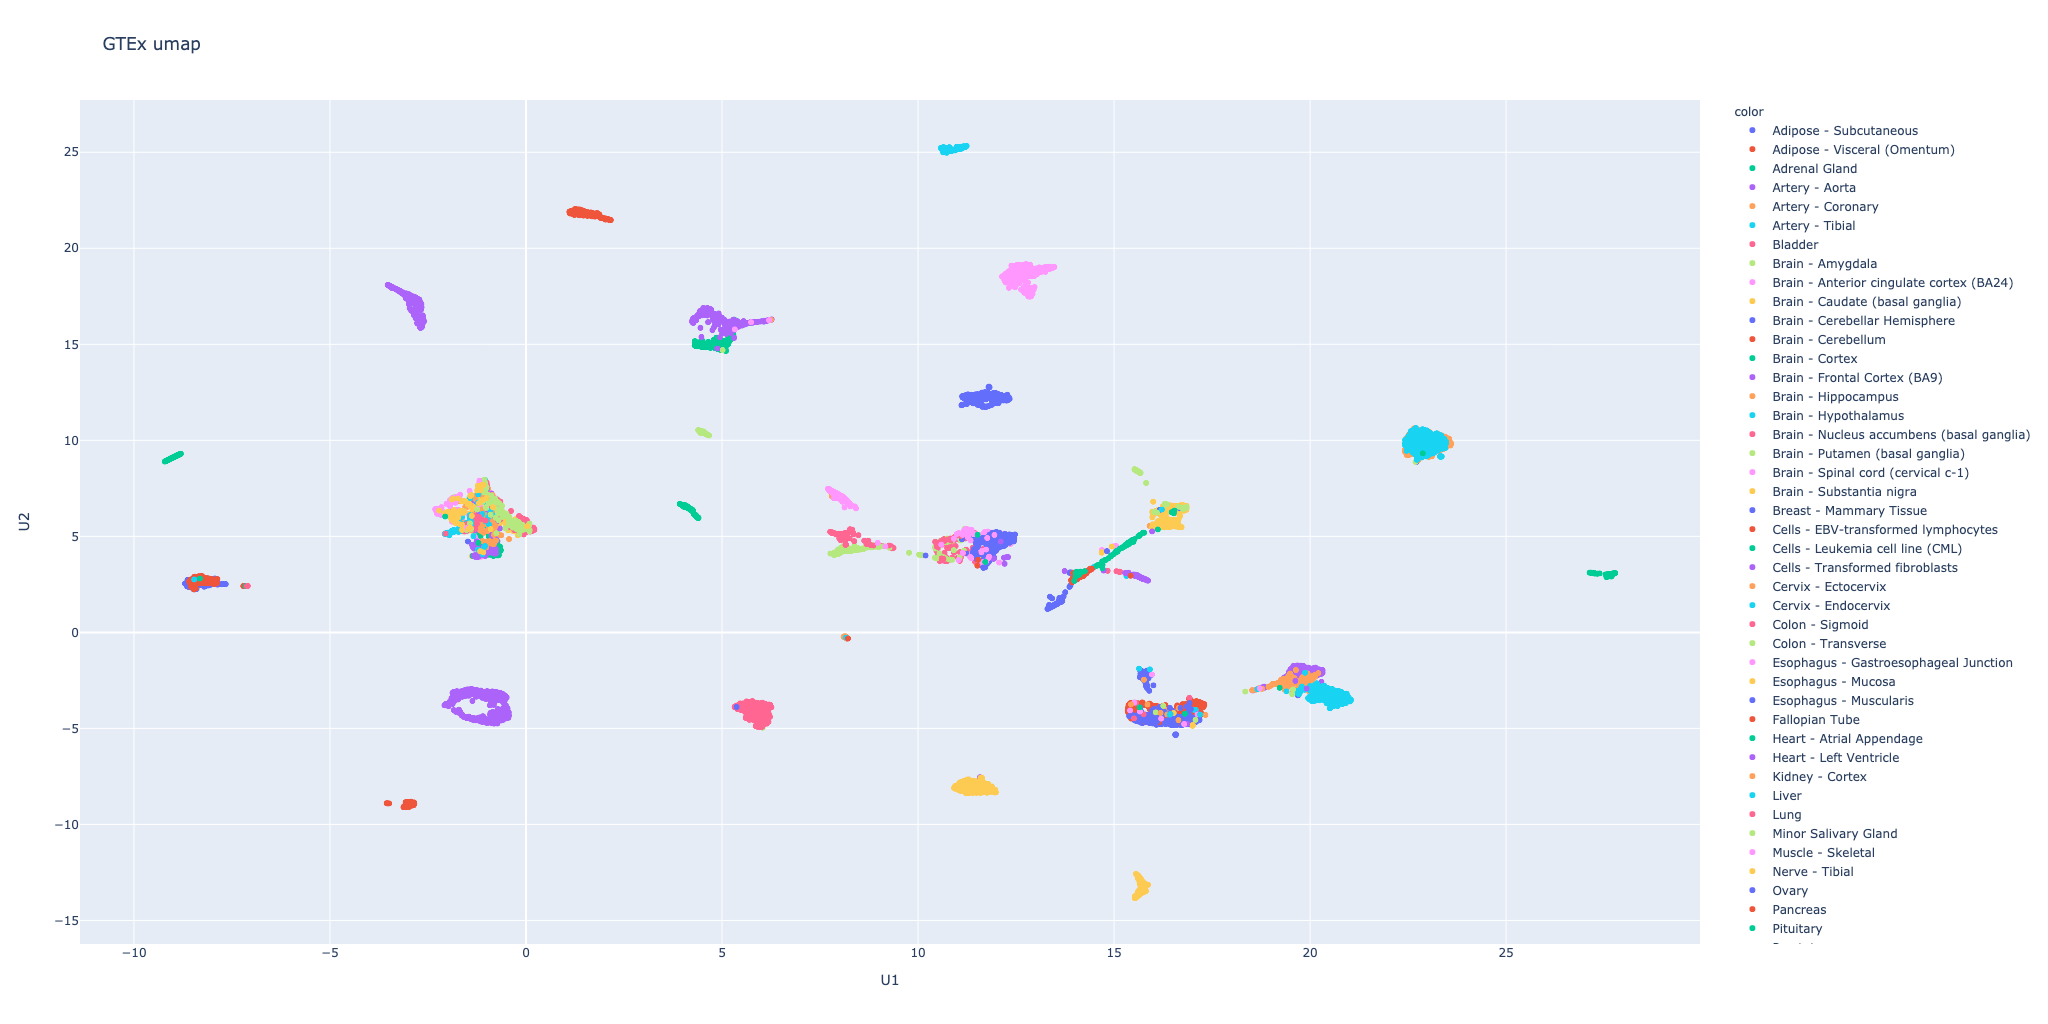 GTEx umap
color
Adipose - Subcutaneous
Adipose - Visceral (Omentum)
Adrenal Gland
Artery - Aorta
Artery - Coronary
Artery - Tibial
Bladder
Brain - Amygdala
Brain - Anterior cingulate cortex (BA24)
Brain - Caudate (basal ganglia)
Brain - Cerebellar Hemisphere
Brain - Cerebellum
Brain - Cortex
Brain - Frontal Cortex (BA9)
Brain - Hippocampus
Brain - Hypothalamus
Brain - Nucleus accumbens (basal ganglia)
Brain - Putamen (basal ganglia)
Brain - Spinal cord (cervical c-1)
Brain - Substantia nigra
Breast - Mammary Tissue
Cells - EBV-transformed lymphocytes
Cells - Leukemia cell line (CML)
Cells - Transformed fibroblasts
Cervix - Ectocervix
Cervix - Endocervix
Colon - Sigmoid
Colon - Transverse
Esophagus - Gastroesophageal Junction
Esophagus - Mucosa
Esophagus - Muscularis
Fallopian Tube
Heart - Atrial Appendage
Heart - Left Ventricle
Kidney - Cortex
Liver
Lung
Minor Salivary Gland
Muscle - Skeletal
Nerve - Tibial
Ovary
Pancreas
Pituitary
25
20
15
10
5
0
−5
−10
−15
U2
−10 −5 0 5 10 15 20 25
U1